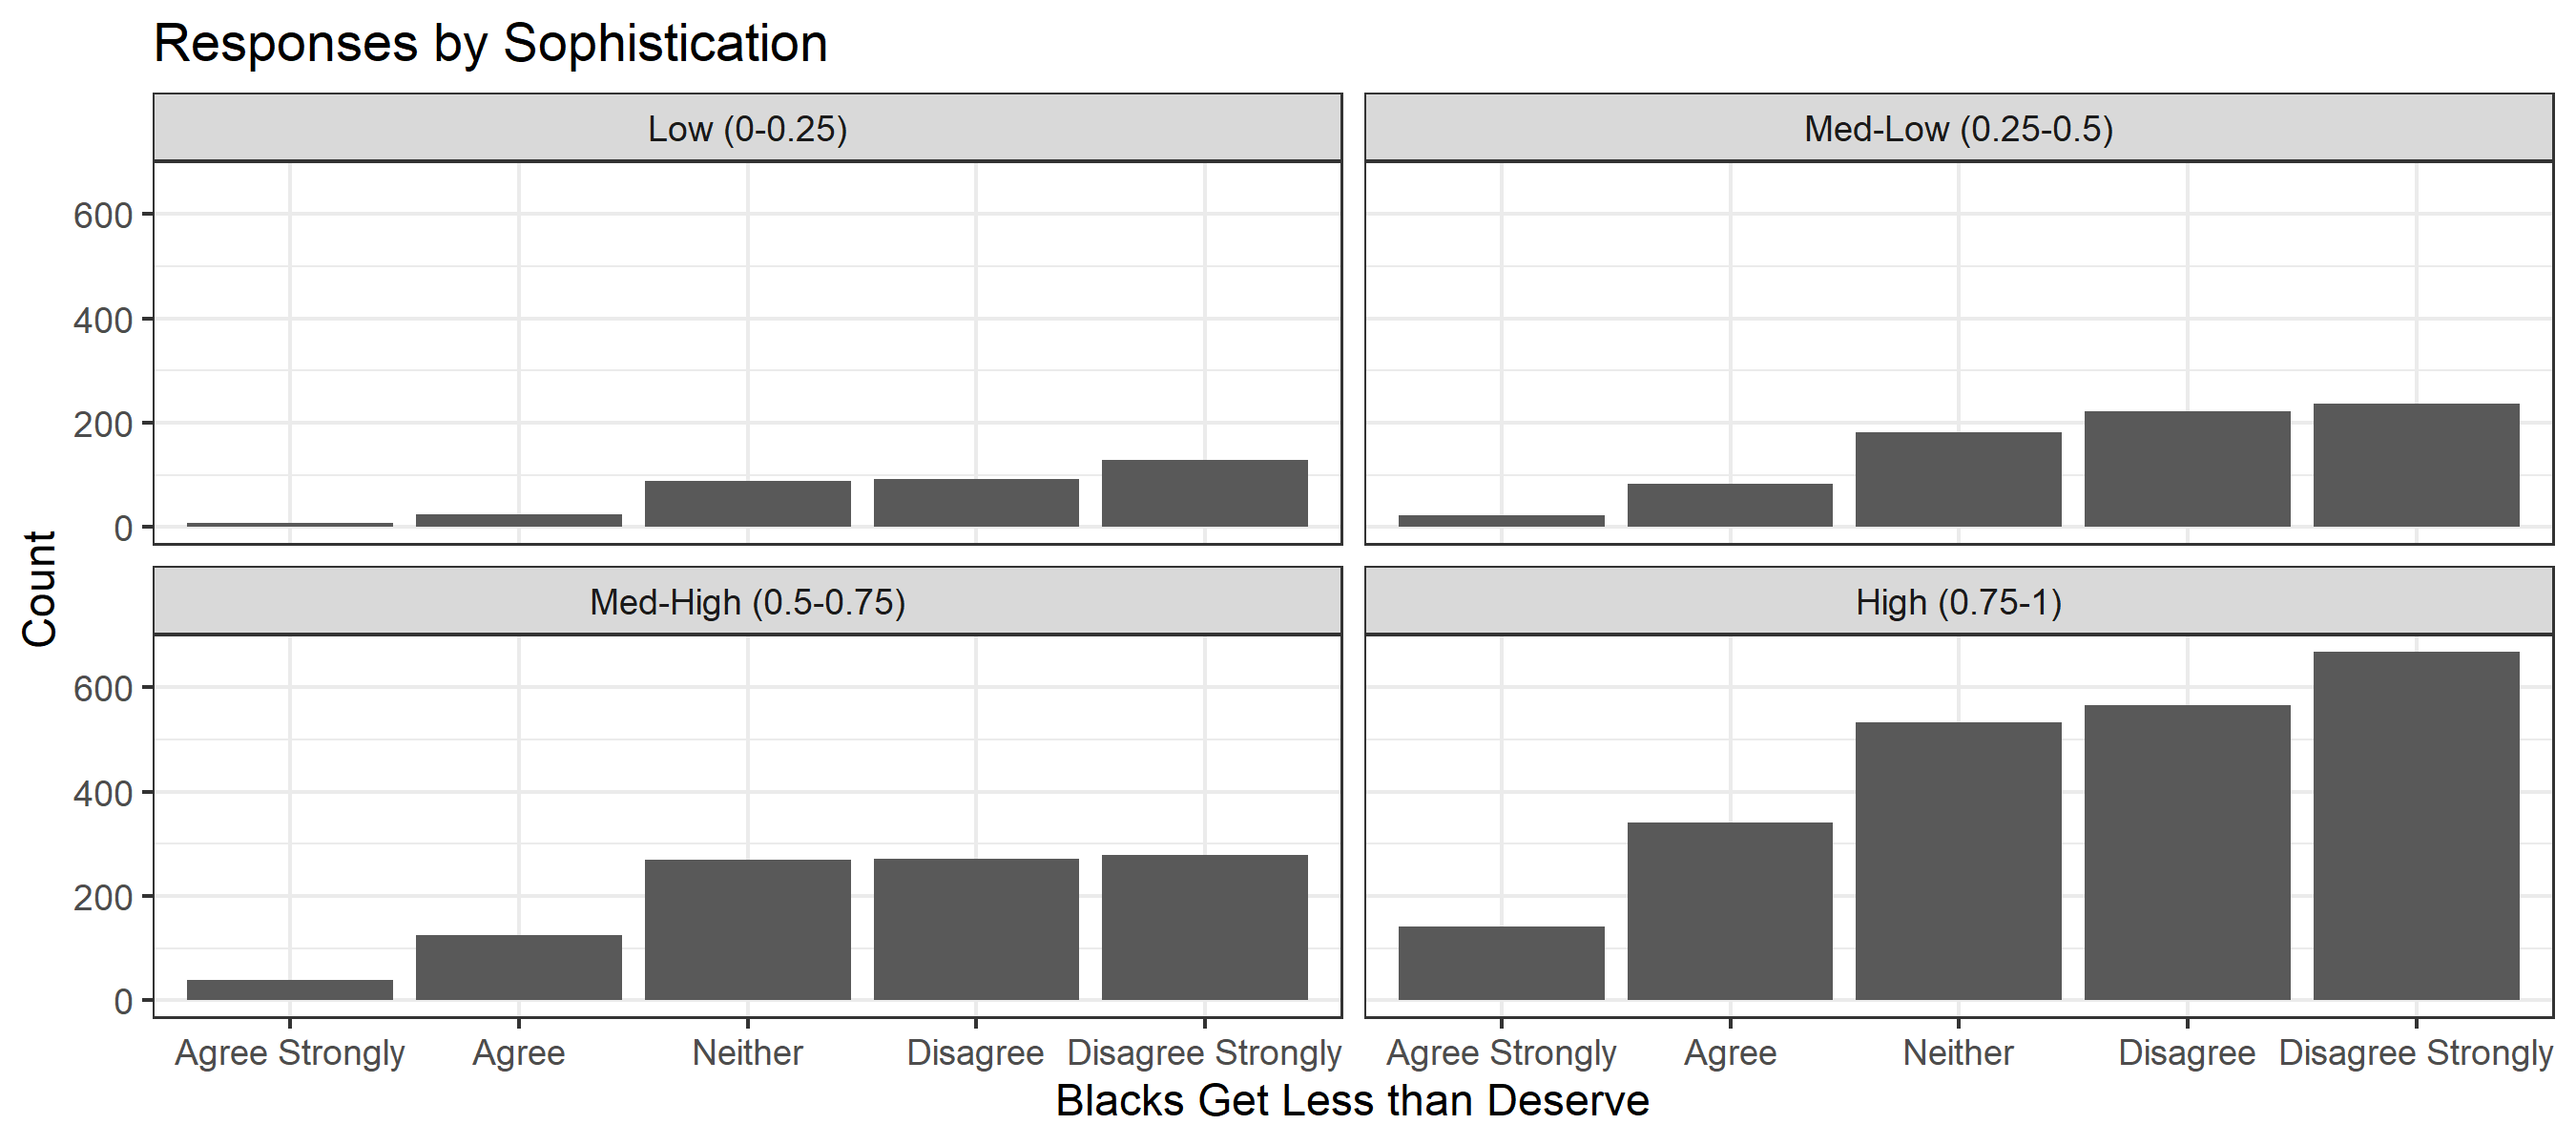 Responses by Sophistication
Low (0-0.25)
Med-Low (0.25-0.5)
600
400
200
0
Count
Med-High (0.5-0.75)
High (0.75-1)
600
400
200
0
Agree Strongly Agree Neither Disagree Disagree Strongly
Agree Strongly Agree Neither Disagree Disagree Strongly
Blacks Get Less than Deserve